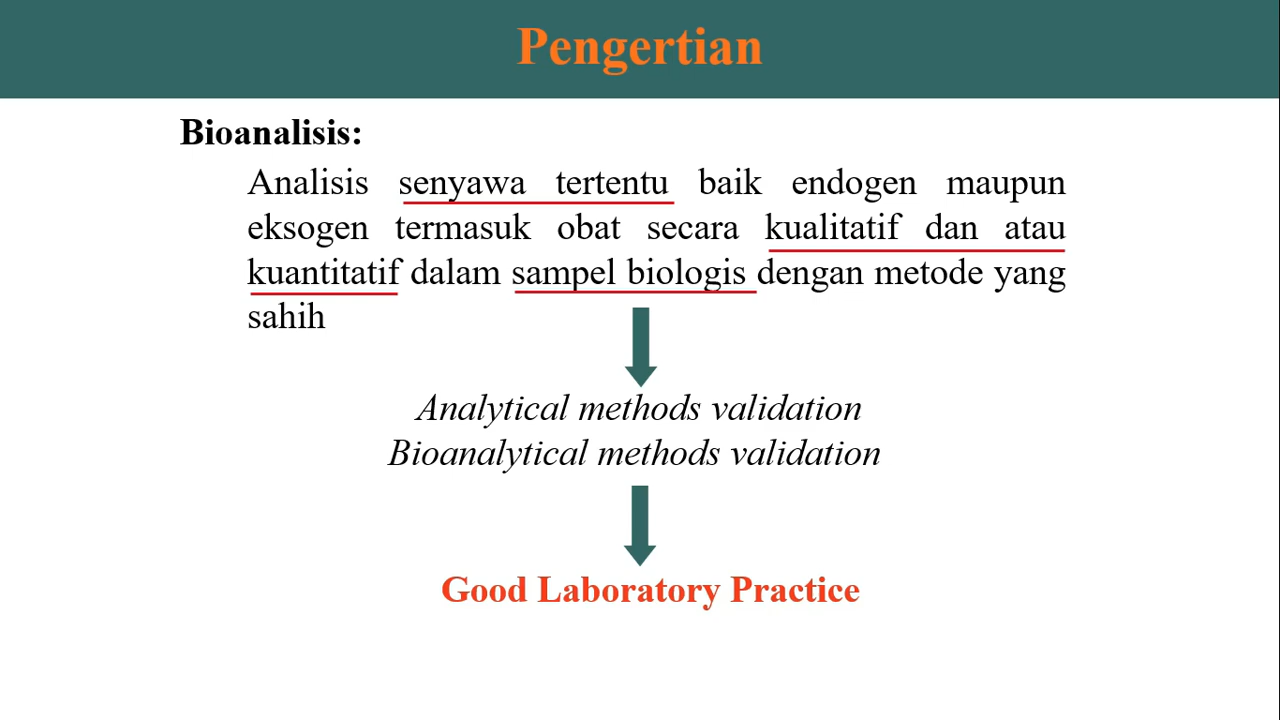 Pengertian
Bioanalisis:
Analisis senyawa tertentu baik endogen maupun
eksogen termasuk obat secara kualitatif dan atau
kuantitatif dalam sampel biologis dengan metode yang
sahih
Analytical methods validation
Bioanalytical methods validation
Good Laboratory Practice